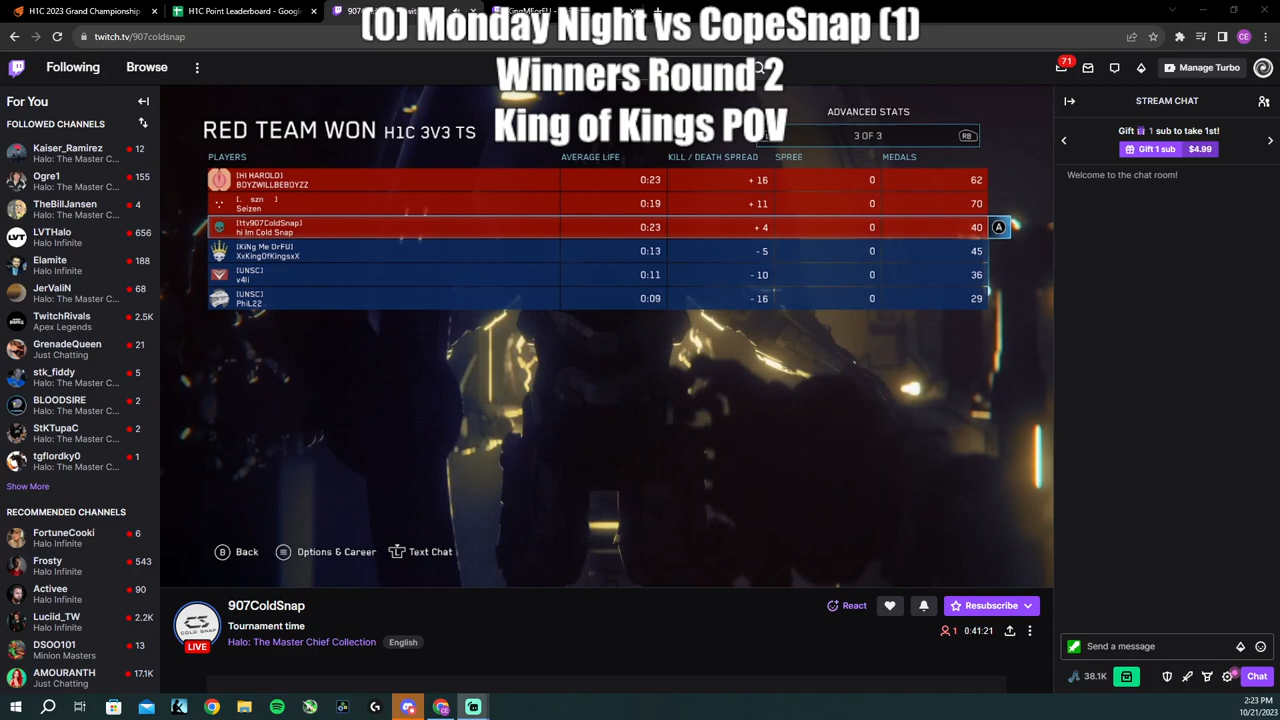 H1C 2023 Grand Championship
H1C Point Leaderboard - Google
(0) Monday Night vs CopeSnap (1)
Winners Round 2
King of Kings POV
twitch.tv/907coldsnap
CE
Following
Browse
71
Manage Turbo
For You
FOLLOWED CHANNELS
Kaiser_Ramirez
12
Halo: The Master C...
Ogre1
155
Halo: The Master C...
TheBillJansen
4
Halo: The Master C...
LVTHalo
656
Halo Infinite
Elamite
188
Halo Infinite
JerValiN
68
Halo: The Master C...
TwitchRivals
2.5K
Apex Legends
GrenadeQueen
21
Just Chatting
stk_fiddy
5
Halo: The Master C...
BLOODSIRE
2
Halo: The Master C...
StKTupaC
2
Halo: The Master C...
tgflordky0
1
Halo: The Master C...
Show More
RECOMMENDED CHANNELS
FortuneCooki
6
Halo Infinite
Frosty
543
Halo Infinite
Activee
90
Halo Infinite
Luciid_TW
2.2K
Halo: The Master C...
DSOO101
13
Minion Masters
AMOURANTH
17.1K
Just Chatting
RED TEAM WON H1C 3V3 TS
ADVANCED STATS
3 OF 3
RB
PLAYERS
AVERAGE LIFE
KILL / DEATH SPREAD
SPREE
MEDALS
[HI HAROLD]
BOYZWILLBEBOYZZ
0:23
+ 16
0
62
[. szn ]
Seizen
0:19
+ 11
0
70
[ttv907ColdSnap]
hi Im Cold Snap
0:23
+ 4
0
40
A
[KiNg Me OrFU]
XxKingOfKingsxX
0:13
- 5
0
45
[UNSC]
v4li
0:11
- 10
0
36
[UNSC]
PhiL22
0:09
- 16
0
29
B Back
Options & Career
Text Chat
COLD SNAP
LIVE
907ColdSnap
Tournament time
Halo: The Master Chief Collection
English
React
Resubscribe
1
0:41:21
STREAM CHAT
Gift 1 sub to take 1st!
Gift 1 sub
$4.99
Welcome to the chat room!
Send a message
38.1K
Chat
2:23 PM
10/21/2023